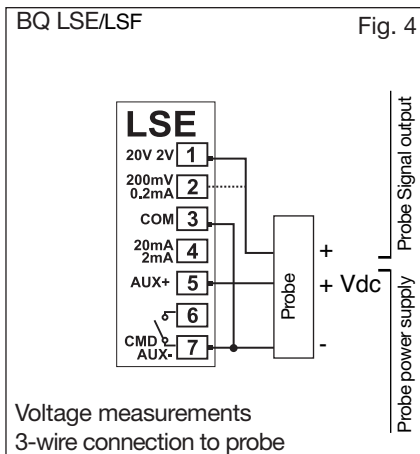 BQ LSE/LSF
Fig. 4
LSE
20V 2V 1
200mV
0.2mA 2
COM 3
20mA
2mA 4
AUX+ 5
6
CMD
AUX- 7
Probe
+
+ Vdc
-
Probe Signal output
Probe power supply
Voltage measurements
3-wire connection to probe